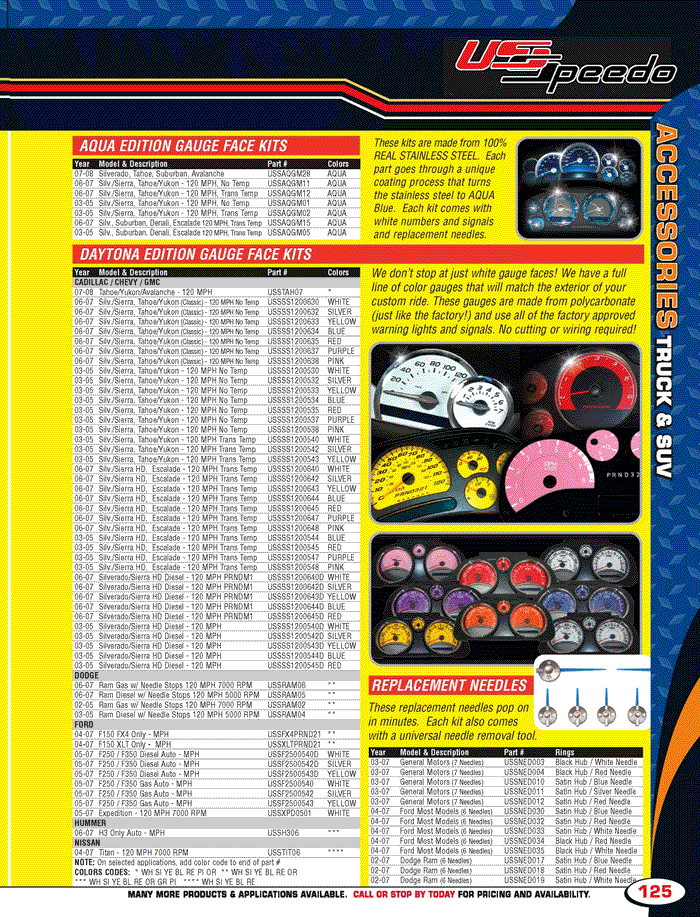 US Speedo
AQUA EDITION GAUGE FACE KITS
Year Model & Description Part # Colors
07-08 Silverado, Tahoe, Suburban, Avalanche USSAQGM28 AQUA
06-07 Silv./Sierra, Tahoe/Yukon - 120 MPH, No Temp USSAQGM11 AQUA
06-07 Silv./Sierra, Tahoe/Yukon - 120 MPH, Trans Temp USSAQGM12 AQUA
03-05 Silv./Sierra, Tahoe/Yukon - 120 MPH, No Temp USSAQGM01 AQUA
03-05 Silv./Sierra, Tahoe/Yukon - 120 MPH, Trans Temp USSAQGM02 AQUA
06-07 Silv., Suburban, Denali, Escalade 120 MPH, Trans Temp USSAQGM15 AQUA
03-05 Silv., Suburban, Denali, Escalade 120 MPH, Trans Temp USSAQGM05 AQUA
These kits are made from 100%
REAL STAINLESS STEEL. Each
part goes through a unique
coating process that turns
the stainless steel to AQUA
Blue. Each kit comes with
white numbers and signals
and replacement needles.
DAYTONA EDITION GAUGE FACE KITS
Year Model & Description Part # Colors
CADILLAC / CHEVY / GMC
07-08 Tahoe/Yukon/Avalanche - 120 MPH USSTAH07 *
06-07 Silv./Sierra, Tahoe/Yukon (Classic) - 120 MPH No Temp USSSS1200630 WHITE
06-07 Silv./Sierra, Tahoe/Yukon (Classic) - 120 MPH No Temp USSSS1200632 SILVER
06-07 Silv./Sierra, Tahoe/Yukon (Classic) - 120 MPH No Temp USSSS1200633 YELLOW
06-07 Silv./Sierra, Tahoe/Yukon (Classic) - 120 MPH No Temp USSSS1200634 BLUE
06-07 Silv./Sierra, Tahoe/Yukon (Classic) - 120 MPH No Temp USSSS1200635 RED
06-07 Silv./Sierra, Tahoe/Yukon (Classic) - 120 MPH No Temp USSSS1200637 PURPLE
06-07 Silv./Sierra, Tahoe/Yukon (Classic) - 120 MPH No Temp USSSS1200638 PINK
03-05 Silv./Sierra, Tahoe/Yukon - 120 MPH No Temp USSSS1200530 WHITE
03-05 Silv./Sierra, Tahoe/Yukon - 120 MPH No Temp USSSS1200532 SILVER
03-05 Silv./Sierra, Tahoe/Yukon - 120 MPH No Temp USSSS1200533 YELLOW
03-05 Silv./Sierra, Tahoe/Yukon - 120 MPH No Temp USSSS1200534 BLUE
03-05 Silv./Sierra, Tahoe/Yukon - 120 MPH No Temp USSSS1200535 RED
03-05 Silv./Sierra, Tahoe/Yukon - 120 MPH No Temp USSSS1200537 PURPLE
03-05 Silv./Sierra, Tahoe/Yukon - 120 MPH No Temp USSSS1200538 PINK
03-05 Silv./Sierra, Tahoe/Yukon - 120 MPH Trans Temp USSSS1200540 WHITE
03-05 Silv./Sierra, Tahoe/Yukon - 120 MPH Trans Temp USSSS1200542 SILVER
03-05 Silv./Sierra, Tahoe/Yukon - 120 MPH Trans Temp USSSS1200543 YELLOW
06-07 Silv./Sierra HD, Escalade - 120 MPH Trans Temp USSSS1200640 WHITE
06-07 Silv./Sierra HD, Escalade - 120 MPH Trans Temp USSSS1200642 SILVER
06-07 Silv./Sierra HD, Escalade - 120 MPH Trans Temp USSSS1200643 YELLOW
06-07 Silv./Sierra HD, Escalade - 120 MPH Trans Temp USSSS1200644 BLUE
06-07 Silv./Sierra HD, Escalade - 120 MPH Trans Temp USSSS1200645 RED
06-07 Silv./Sierra HD, Escalade - 120 MPH Trans Temp USSSS1200647 PURPLE
06-07 Silv./Sierra HD, Escalade - 120 MPH Trans Temp USSSS1200648 PINK
03-05 Silv./Sierra HD, Escalade - 120 MPH Trans Temp USSSS1200544 BLUE
03-05 Silv./Sierra HD, Escalade - 120 MPH Trans Temp USSSS1200545 RED
03-05 Silv./Sierra HD, Escalade - 120 MPH Trans Temp USSSS1200547 PURPLE
03-05 Silv./Sierra HD, Escalade - 120 MPH Trans Temp USSSS1200548 PINK
06-07 Silverado/Sierra HD Diesel - 120 MPH PRNDM1 USSSS1200640D WHITE
06-07 Silverado/Sierra HD Diesel - 120 MPH PRNDM1 USSSS1200642D SILVER
06-07 Silverado/Sierra HD Diesel - 120 MPH PRNDM1 USSSS1200643D YELLOW
06-07 Silverado/Sierra HD Diesel - 120 MPH PRNDM1 USSSS1200644D BLUE
06-07 Silverado/Sierra HD Diesel - 120 MPH PRNDM1 USSSS1200645D RED
03-05 Silverado/Sierra HD Diesel - 120 MPH USSSS1200540D WHITE
03-05 Silverado/Sierra HD Diesel - 120 MPH USSSS1200542D SILVER
03-05 Silverado/Sierra HD Diesel - 120 MPH USSSS1200543D YELLOW
03-05 Silverado/Sierra HD Diesel - 120 MPH USSSS1200544D BLUE
03-05 Silverado/Sierra HD Diesel - 120 MPH USSSS1200545D RED
DODGE
06-07 Ram Gas w/ Needle Stops 120 MPH 7000 RPM USSRAM06 **
06-07 Ram Diesel w/ Needle Stops 120 MPH 5000 RPM USSRAM05 **
02-05 Ram Gas w/ Needle Stops 120 MPH 7000 RPM USSRAM02 **
03-05 Ram Diesel w/ Needle Stops 120 MPH 5000 RPM USSRAM04 **
FORD
04-07 F150 FX4 Only - MPH USSFX4PRND21 **
04-07 F150 XLT Only - MPH USSXLTPRND21 **
05-07 F250 / F350 Diesel Auto - MPH USSF2500540D WHITE
05-07 F250 / F350 Diesel Auto - MPH USSF2500542D SILVER
05-07 F250 / F350 Diesel Auto - MPH USSF2500543D YELLOW
05-07 F250 / F350 Gas Auto - MPH USSF2500540 WHITE
05-07 F250 / F350 Gas Auto - MPH USSF2500542 SILVER
05-07 F250 / F350 Gas Auto - MPH USSF2500543 YELLOW
05-07 Expedition - 120 MPH 7000 RPM USSXPD0501 WHITE
HUMMER
06-07 H3 Only Auto - MPH USSH306 ***
NISSAN
04-07 Titan - 120 MPH 7000 RPM USSTIT06 ****
NOTE: On selected applications, add color code to end of part #
COLORS CODES: * WH SI YE BL RE PI OR ** WH SI YE BL RE OR
*** WH SI YE BL RE OR GR PI **** WH SI YE BL RE
We don't stop at just white gauge faces! We have a full
line of color gauges that will match the exterior of your
custom ride. These gauges are made from polycarbonate
(just like the factory!) and use all of the factory approved
warning lights and signals. No cutting or wiring required!
PRND321
PRND32
REPLACEMENT NEEDLES
These replacement needles pop on
in minutes. Each kit also comes
with a universal needle removal tool.
Year Model & Description Part # Rings
03-07 General Motors (7 Needles) USSNED003 Black Hub / White Needle
03-07 General Motors (7 Needles) USSNED004 Black Hub / Red Needle
03-07 General Motors (7 Needles) USSNED010 Satin Hub / Blue Needle
03-07 General Motors (7 Needles) USSNED011 Satin Hub / Silver Needle
03-07 General Motors (7 Needles) USSNED012 Satin Hub / Red Needle
04-07 Ford Most Models (6 Needles) USSNED030 Satin Hub / Blue Needle
04-07 Ford Most Models (6 Needles) USSNED032 Satin Hub / Red Needle
04-07 Ford Most Models (6 Needles) USSNED033 Satin Hub / White Needle
04-07 Ford Most Models (6 Needles) USSNED034 Black Hub / Red Needle
04-07 Ford Most Models (6 Needles) USSNED035 Black Hub / White Needle
02-07 Dodge Ram (6 Needles) USSNED017 Satin Hub / Blue Needle
02-07 Dodge Ram (6 Needles) USSNED018 Satin Hub / Red Needle
02-07 Dodge Ram (6 Needles) USSNED019 Satin Hub / White Needle
ACCESSORIES TRUCK & SUV
MANY MORE PRODUCTS & APPLICATIONS AVAILABLE. CALL OR STOP BY TODAY FOR PRICING AND AVAILABILITY.
125